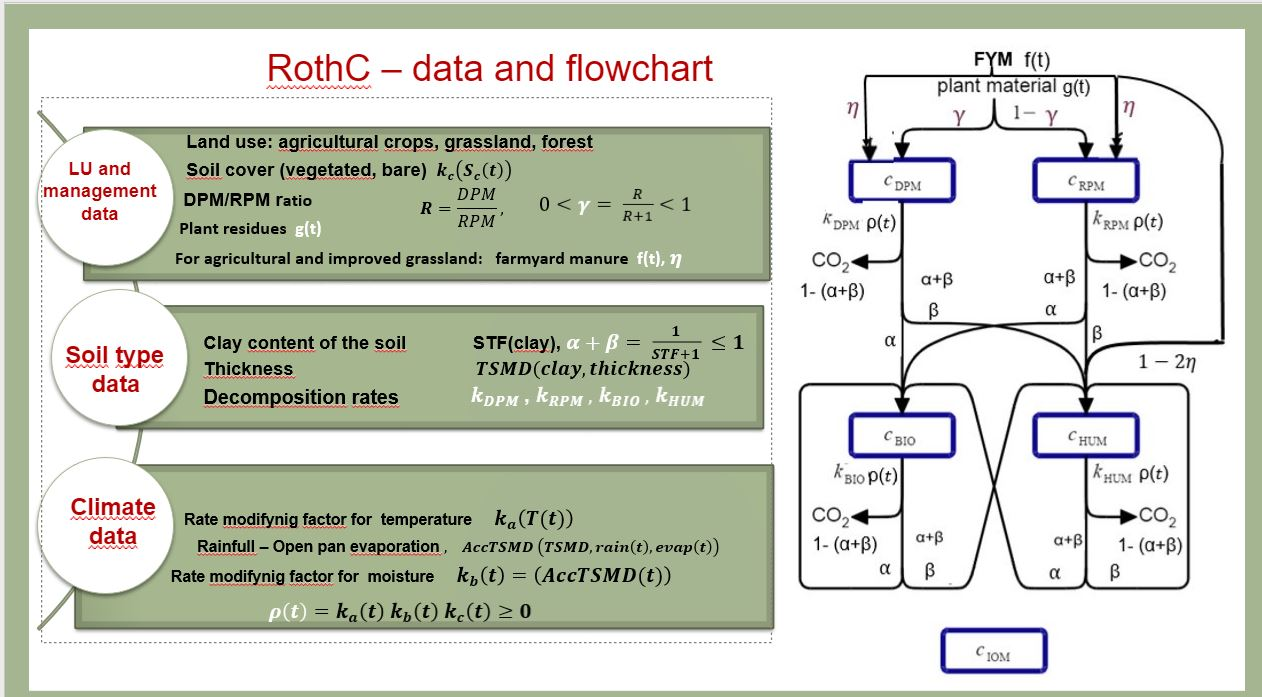 RothC – data and flowchart
LU and
management
data
Land use: agricultural crops, grassland, forest
Soil cover (vegetated, bare) k_c(S_c(t))
DPM/RPM ratio R = DPM/RPM, 0 < γ = R/(R+1) < 1
Plant residues g(t)
For agricultural and improved grassland: farmyard manure f(t), η
Soil type
data
Clay content of the soil STF(clay), α + β = 1/(STF+1) ≤ 1
Thickness TSMD(clay, thickness)
Decomposition rates k_DPM , k_RPM , k_BIO , k_HUM
Climate
data
Rate modifynig factor for temperature k_a(T(t))
Rainfull – Open pan evaporation , AccTSMD (TSMD, rain(t), evap(t))
Rate modifynig factor for moisture k_b(t) = (AccTSMD(t))
ρ(t) = k_a(t) k_b(t) k_c(t) ≥ 0
FYM f(t)
plant material g(t)
η γ 1− γ η
c_DPM c_RPM
k_DPM ρ(t) k_RPM ρ(t)
CO₂ CO₂
1- (α+β) α+β α+β 1- (α+β)
β α
α β
1 − 2η
c_BIO c_HUM
k_BIO ρ(t) k_HUM ρ(t)
CO₂ CO₂
1- (α+β) α+β α+β 1- (α+β)
α β α β
c_IOM